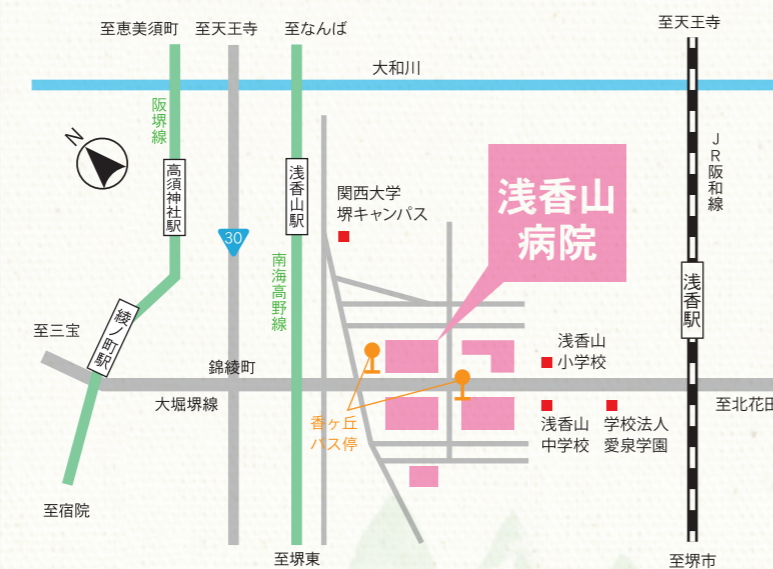 至恵美須町
至天王寺
至なんば
至天王寺
大和川
阪堺線
N
JR阪和線
高須神社駅
浅香山駅
関西大学
堺キャンパス
浅香山
病院
30
南海高野線
浅香駅
綾ノ町駅
至三宝
錦綾町
浅香山
小学校
大堀堺線
至北花田
香ヶ丘
バス停
浅香山
中学校
学校法人
愛泉学園
至宿院
至堺東
至堺市